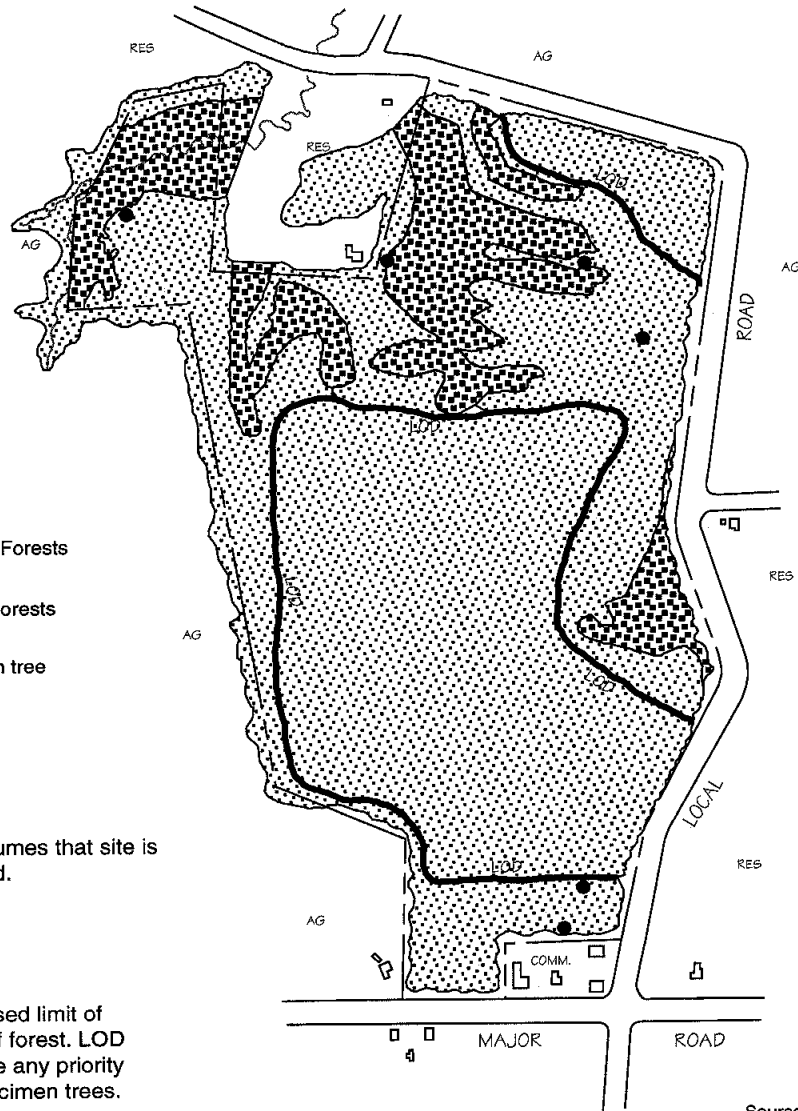 RES
AG
RES
LOD
AG
AG
ROAD
LOD
Forests
RES
orests
LOD
AG
n tree
LOD
LOCAL
umes that site is
d.
LOD
RES
AG
COMM.
sed limit of
f forest. LOD
MAJOR ROAD
e any priority
cimen trees.
Source